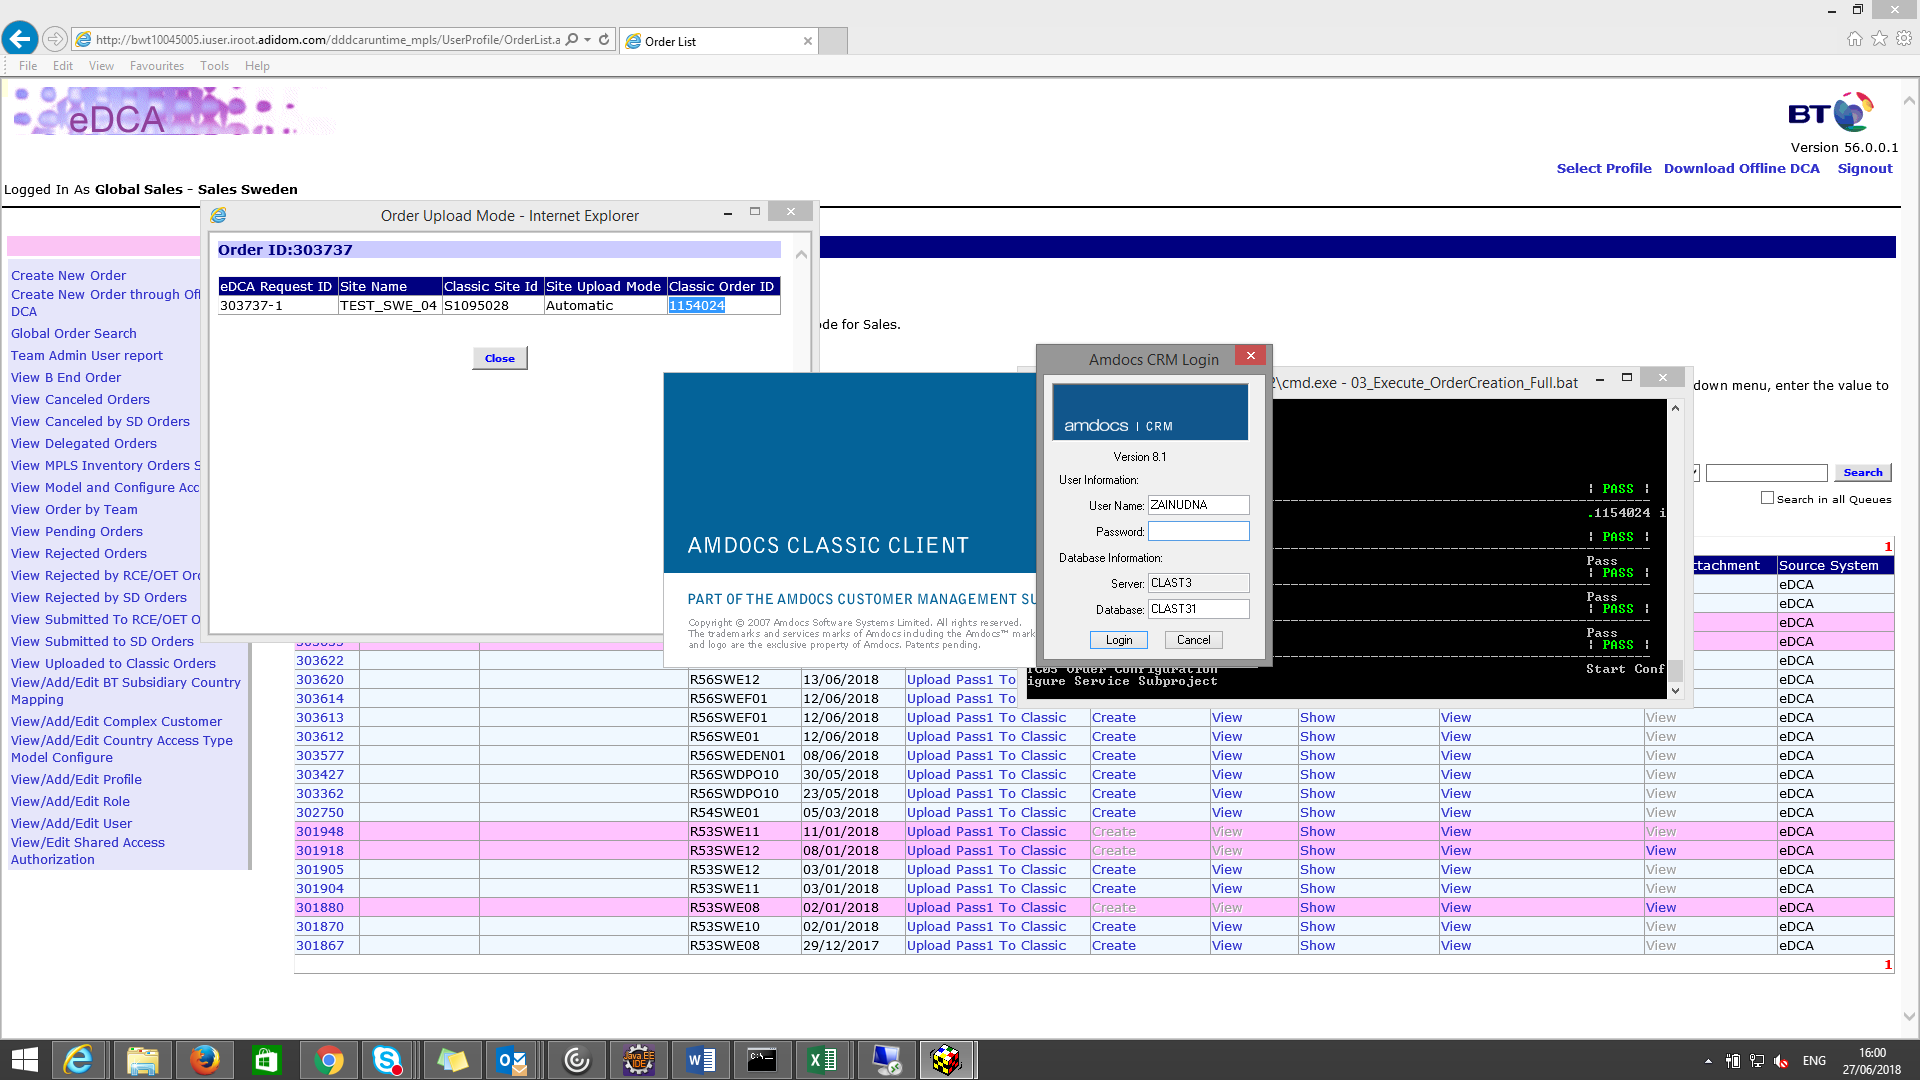 http://bwt10045005.iuser.iroot.adidom.com/dddcaruntime_mpls/UserProfile/OrderList.a
Order List
File Edit View Favourites Tools Help
eDCA
BT
Version 56.0.0.1
Select Profile Download Offline DCA Signout
Logged In As Global Sales - Sales Sweden
Order Upload Mode - Internet Explorer
Order ID:303737
eDCA Request ID Site Name Classic Site Id Site Upload Mode Classic Order ID
303737-1 TEST_SWE_04 S1095028 Automatic 1154024
Close
Create New Order
Create New Order through Off
DCA
Global Order Search
Team Admin User report
View B End Order
View Canceled Orders
View Canceled by SD Orders
View Delegated Orders
View MPLS Inventory Orders S
View Model and Configure Acc
View Order by Team
View Pending Orders
View Rejected Orders
View Rejected by RCE/OET Ord
View Rejected by SD Orders
View Submitted To RCE/OET O
View Submitted to SD Orders
View Uploaded to Classic Orders
View/Add/Edit BT Subsidiary Country
Mapping
View/Add/Edit Complex Customer
View/Add/Edit Country Access Type
Model Configure
View/Add/Edit Profile
View/Add/Edit Role
View/Add/Edit User
View/Edit Shared Access
Authorization
de for Sales.
down menu, enter the value to
Search
Search in all Queues
AMDOCS CLASSIC CLIENT
PART OF THE AMDOCS CUSTOMER MANAGEMENT SU
Copyright © 2007 Amdocs Software Systems Limited. All rights reserved.
The trademarks and services marks of Amdocs including the Amdocs™ mark
and logo are the exclusive property of Amdocs. Patents pending.
Amdocs CRM Login
amdocs | CRM
Version 8.1
User Information:
User Name: ZAINUDNA
Password:
Database Information:
Server: CLAST3
Database: CLAST31
Login Cancel
\cmd.exe - 03_Execute_OrderCreation_Full.bat
| PASS |
.1154024 i
| PASS |
Pass
| PASS |
Pass
| PASS |
Pass
| PASS |
TC05 Order Configuration Start Conf
igure Service Subproject
1
ttachment Source System
eDCA
eDCA
eDCA
eDCA
303622 eDCA
303620 R56SWE12 13/06/2018 Upload Pass1 To eDCA
303614 R56SWEF01 12/06/2018 Upload Pass1 To eDCA
303613 R56SWEF01 12/06/2018 Upload Pass1 To Classic Create View Show View View eDCA
303612 R56SWE01 12/06/2018 Upload Pass1 To Classic Create View Show View View eDCA
303577 R56SWEDEN01 08/06/2018 Upload Pass1 To Classic Create View Show View View eDCA
303427 R56SWDPO10 30/05/2018 Upload Pass1 To Classic Create View Show View View eDCA
303362 R56SWDPO10 23/05/2018 Upload Pass1 To Classic Create View Show View View eDCA
302750 R54SWE01 05/03/2018 Upload Pass1 To Classic Create View Show View View eDCA
301948 R53SWE11 11/01/2018 Upload Pass1 To Classic Create View Show View View eDCA
301918 R53SWE12 08/01/2018 Upload Pass1 To Classic Create View Show View View eDCA
301905 R53SWE12 03/01/2018 Upload Pass1 To Classic Create View Show View View eDCA
301904 R53SWE11 03/01/2018 Upload Pass1 To Classic Create View Show View View eDCA
301880 R53SWE08 02/01/2018 Upload Pass1 To Classic Create View Show View View eDCA
301870 R53SWE10 02/01/2018 Upload Pass1 To Classic Create View Show View View eDCA
301867 R53SWE08 29/12/2017 Upload Pass1 To Classic Create View Show View View eDCA
1
Java EE
IDE
ENG
16:00
27/06/2018